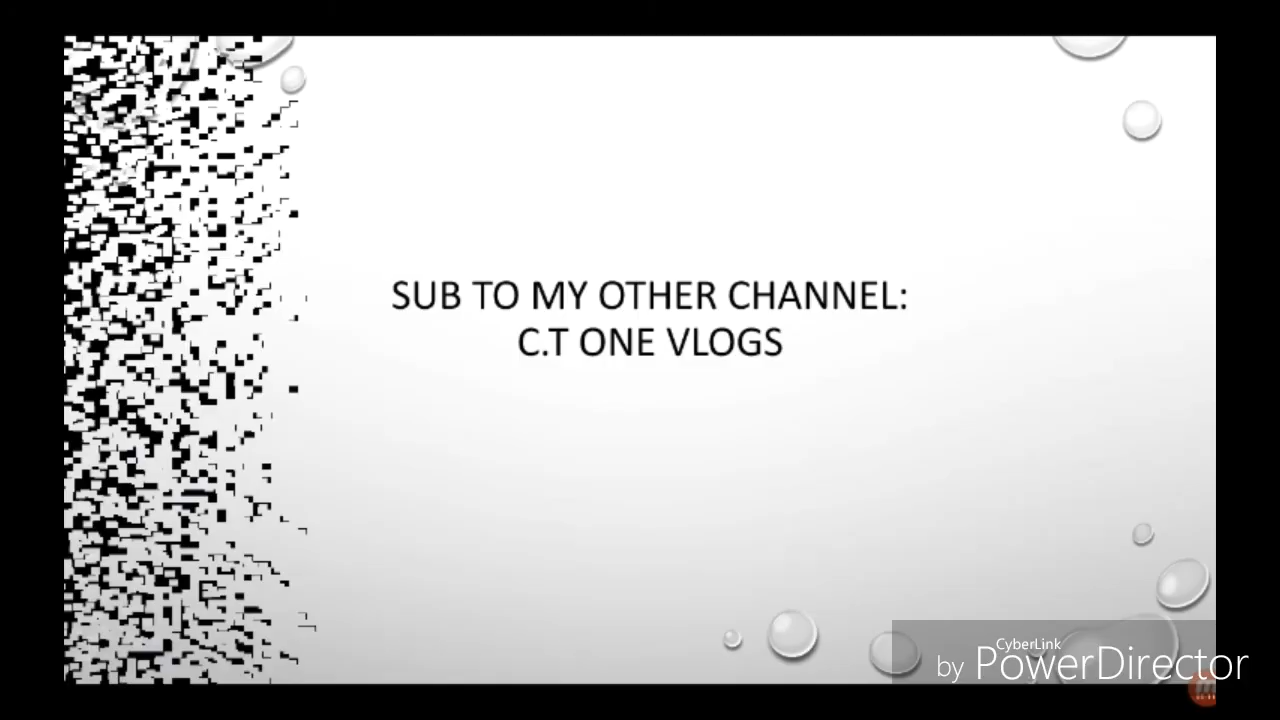 SUB TO MY OTHER CHANNEL:
C.T ONE VLOGS
CyberLink
by PowerDirector